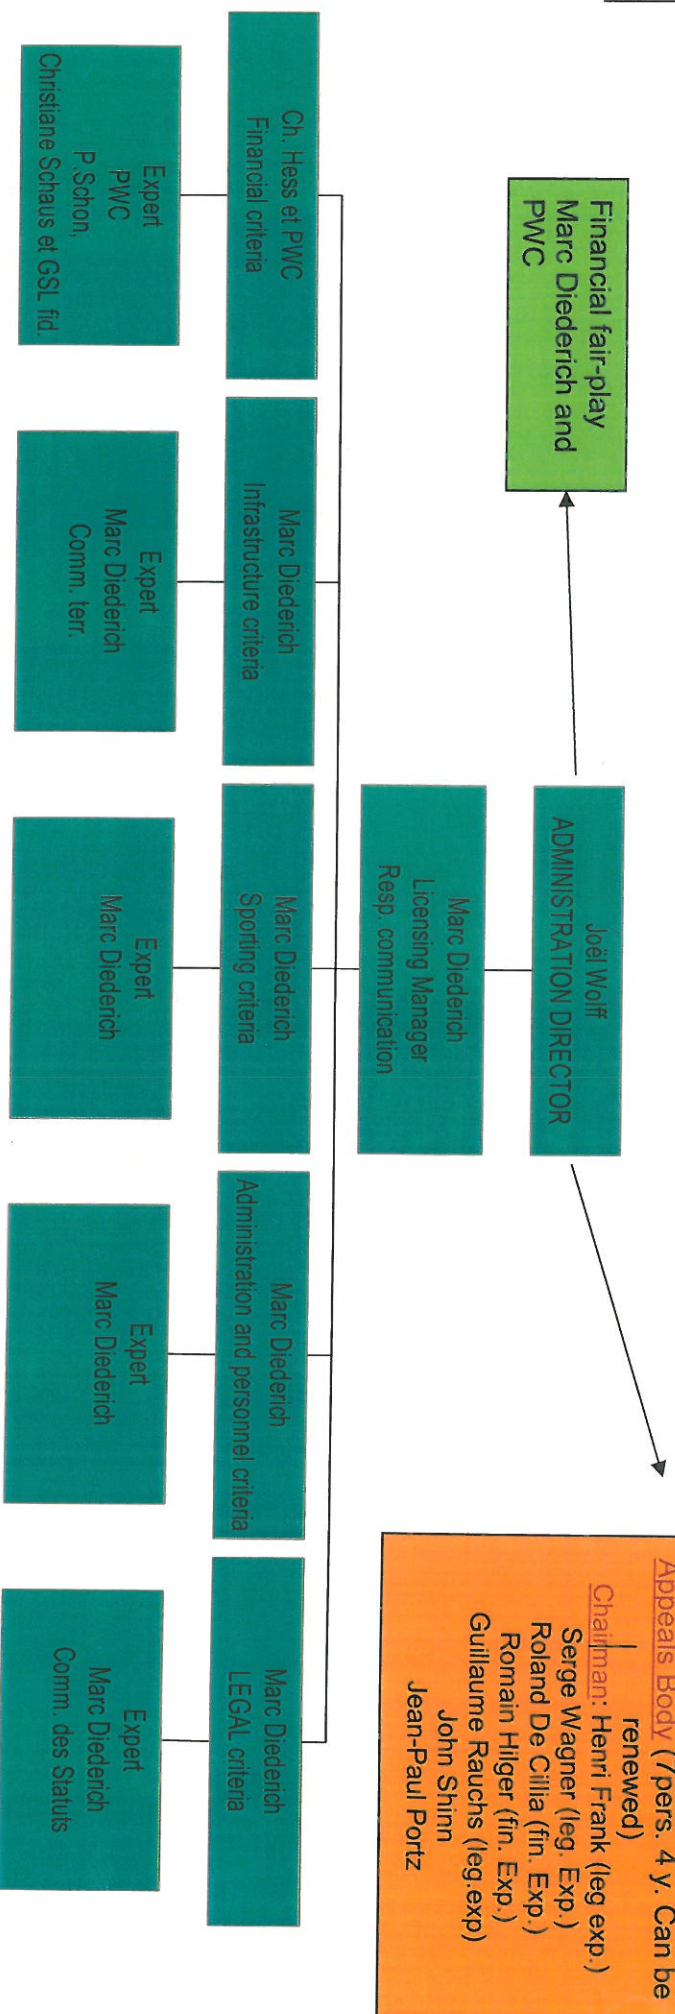 Financial fair-play
Marc Diederich and
PWC
Appeals Body (7pers. 4 y. Can be
renewed)
Chairman: Henri Frank (leg exp.)
Serge Wagner (leg. Exp.)
Roland De Cillia (fin. Exp.)
Romain Hilger (fin. Exp.)
Guillaume Rauchs (leg.exp)
John Shinn
Jean-Paul Portz
Joël Wolff
ADMINISTRATION DIRECTOR
Marc Diederich
Licensing Manager
Resp. communication
Ch. Hess et PWC
Financial criteria
Marc Diederich
Infrastructure criteria
Marc Diederich
Sporting criteria
Marc Diederich
Administration and personnel criteria
Marc Diederich
LEGAL criteria
Expert
PWC
P.Schon,
Christiane Schaus et GSL fid.
Expert
Marc Diederich
Comm. terr.
Expert
Marc Diederich
Expert
Marc Diederich
Expert
Marc Diederich
Comm. des Statuts